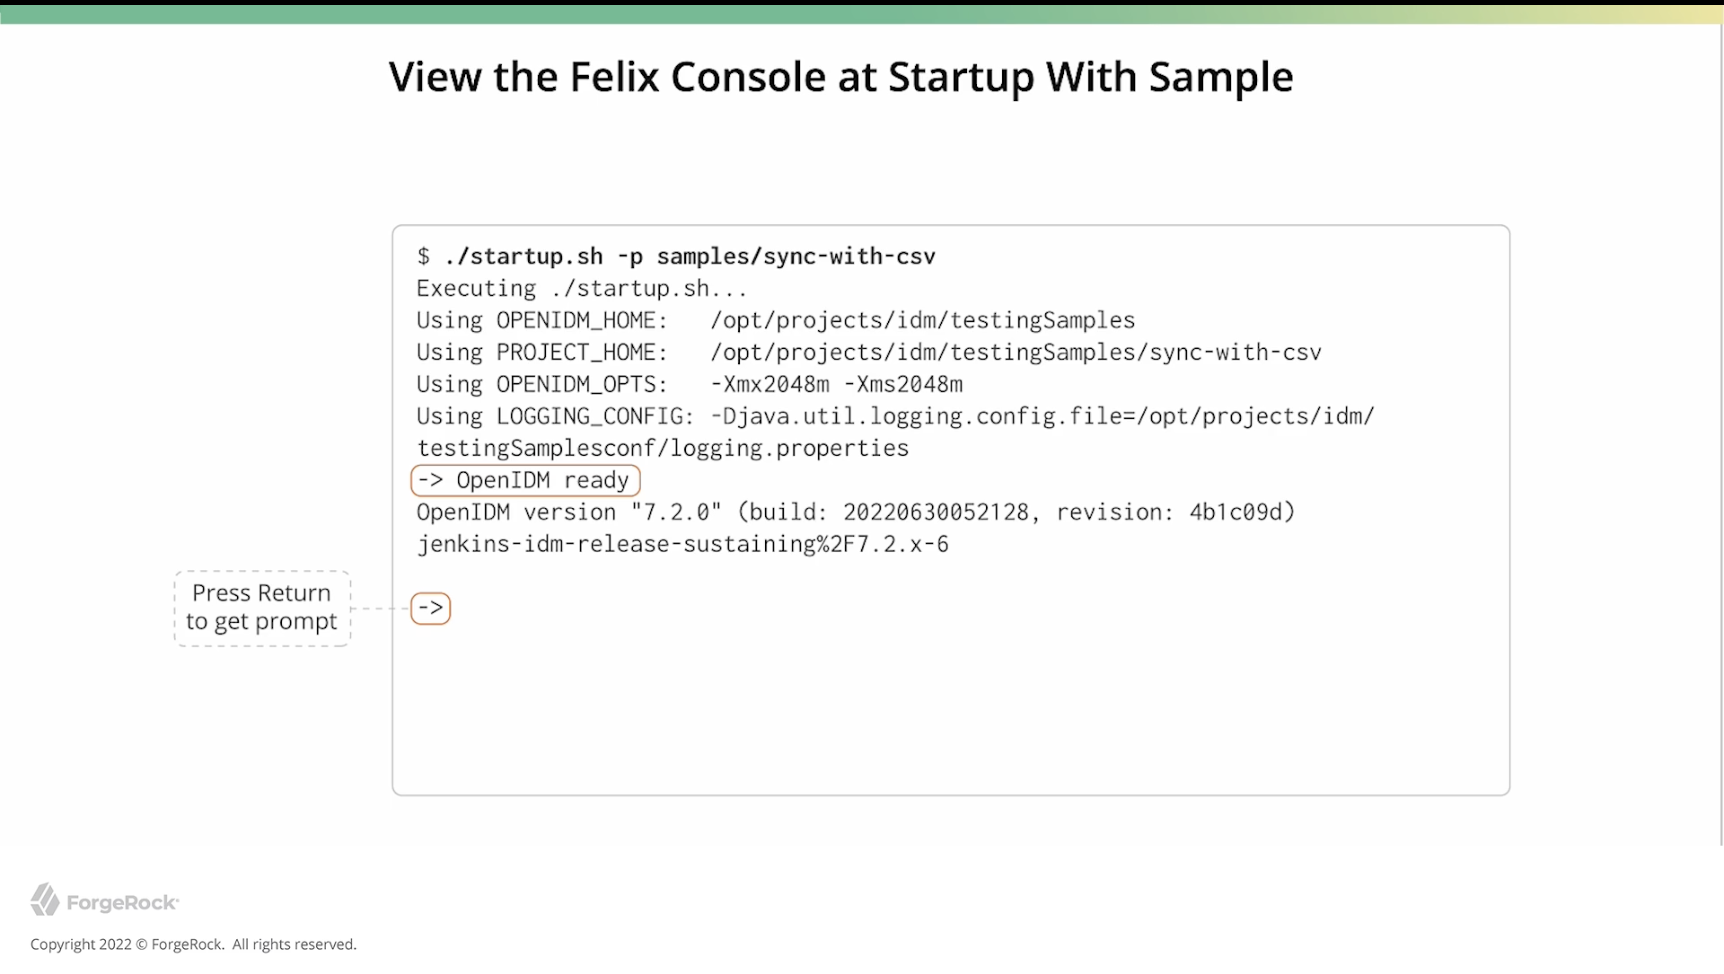 View the Felix Console at Startup With Sample
$ ./startup.sh -p samples/sync-with-csv
Executing ./startup.sh...
Using OPENIDM_HOME:   /opt/projects/idm/testingSamples
Using PROJECT_HOME:   /opt/projects/idm/testingSamples/sync-with-csv
Using OPENIDM_OPTS:   -Xmx2048m -Xms2048m
Using LOGGING_CONFIG: -Djava.util.logging.config.file=/opt/projects/idm/
testingSamplesconf/logging.properties
-> OpenIDM ready
OpenIDM version "7.2.0" (build: 20220630052128, revision: 4b1c09d)
jenkins-idm-release-sustaining%2F7.2.x-6
Press Return
to get prompt
->
ForgeRock
Copyright 2022 © ForgeRock.  All rights reserved.